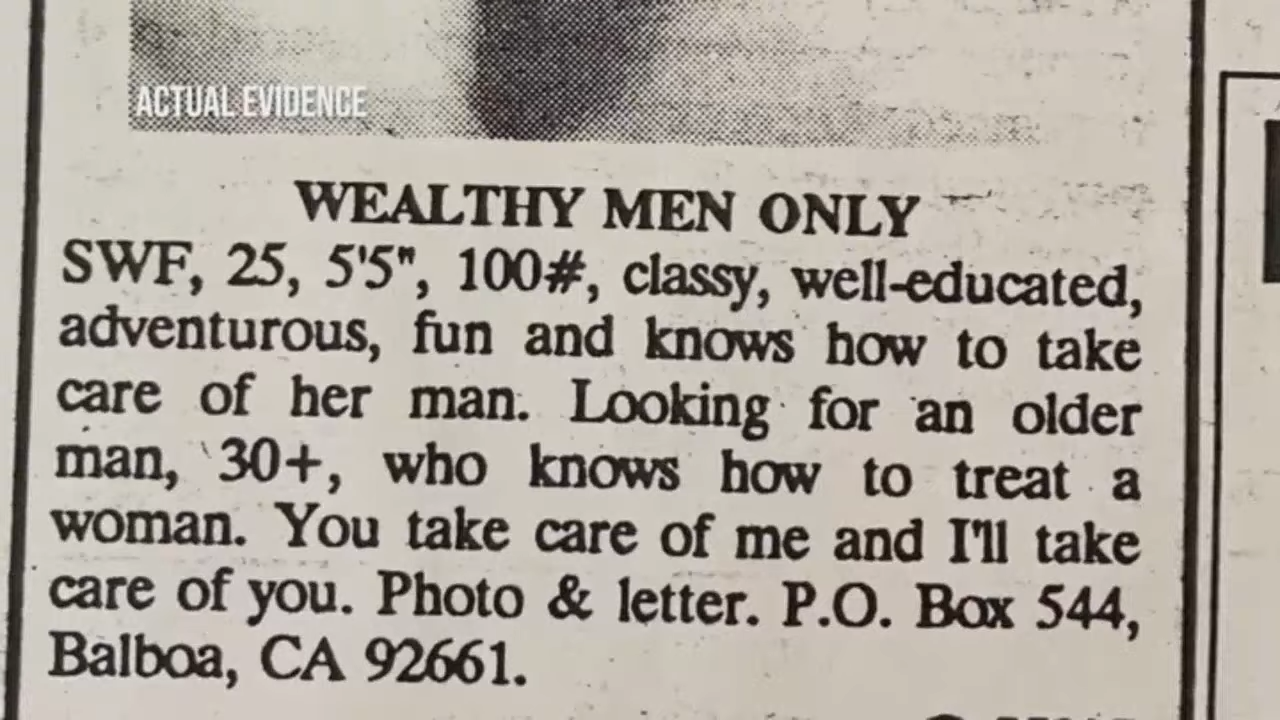 ACTUAL EVIDENCE
WEALTHY MEN ONLY
SWF, 25, 5'5", 100#, classy, well-educated,
adventurous, fun and knows how to take
care of her man. Looking for an older
man, 30+, who knows how to treat a
woman. You take care of me and I'll take
care of you. Photo & letter. P.O. Box 544,
Balboa, CA 92661.